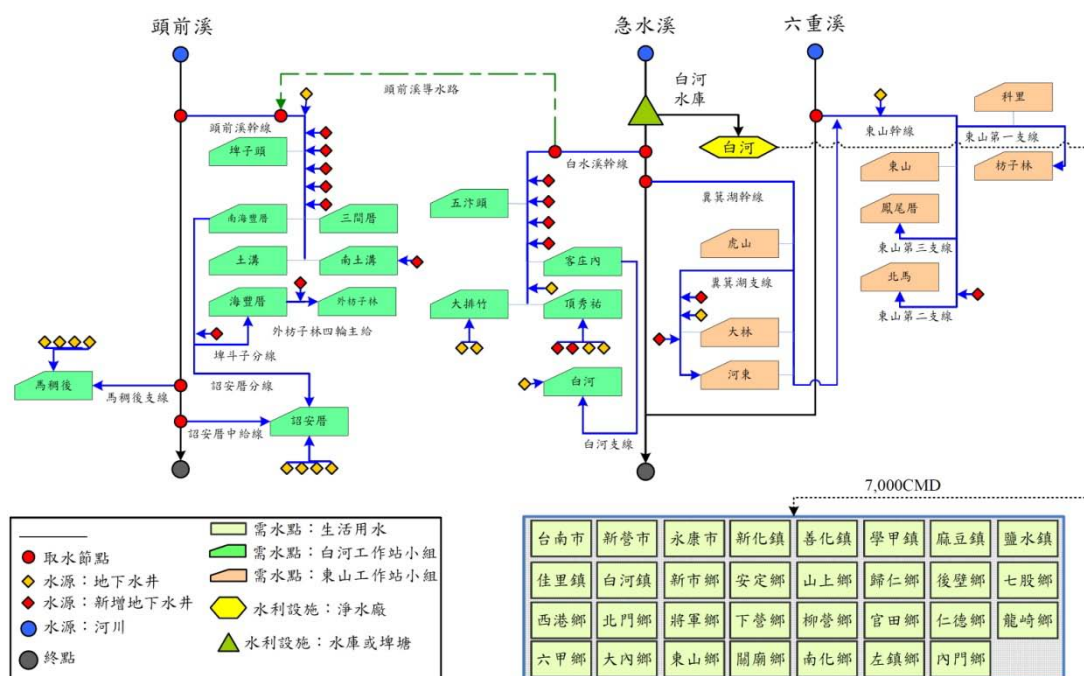 頭前溪
急水溪
六重溪
白河
水庫
頭前溪導水路
科里
頭前溪幹線
白水溪幹線
白河
東山幹線
東山第一支線
埤子頭
東山
枋子林
五汴頭
糞箕湖幹線
鳳尾厝
南海豐厝
三間厝
虎山
東山第三支線
土溝
南土溝
客庄內
北馬
糞箕湖支線
海豐厝
外枋子林
大排竹
頂秀祐
大林
東山第二支線
外枋子林四輪主給
埤斗子分線
河東
馬稠後
白河
馬稠後支線
詔安厝分線
詔安厝
詔安厝中給線
白河支線
7,000CMD
取水節點
水源：地下水井
水源：新增地下水井
水源：河川
終點
需水點：生活用水
需水點：白河工作站小組
需水點：東山工作站小組
水利設施：淨水廠
水利設施：水庫或埤塘
台南市 新營市 永康市 新化鎮 善化鎮 學甲鎮 麻豆鎮 鹽水鎮
佳里鎮 白河鎮 新市鄉 安定鄉 山上鄉 歸仁鄉 後壁鄉 七股鄉
西港鄉 北門鄉 將軍鄉 下營鄉 柳營鄉 官田鄉 仁德鄉 龍崎鄉
六甲鄉 大內鄉 東山鄉 關廟鄉 南化鄉 左鎮鄉 內門鄉